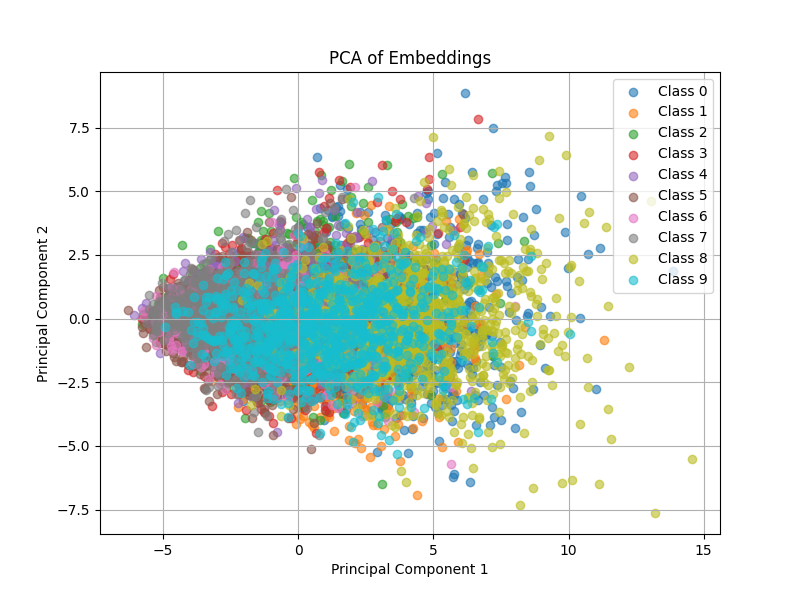 PCA of Embeddings
Class 0
Class 1
Class 2
Class 3
Class 4
Class 5
Class 6
Class 7
Class 8
Class 9
Principal Component 2
7.5
5.0
2.5
0.0
−2.5
−5.0
−7.5
−5 0 5 10 15
Principal Component 1